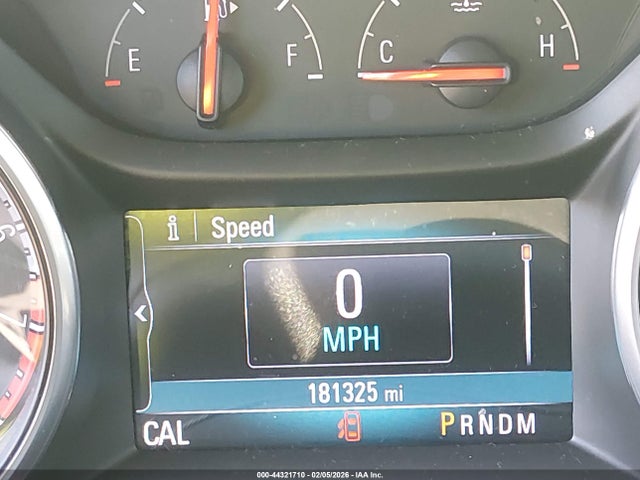 E F C H
i Speed
0
MPH
181325 mi
CAL PRNDM
000-44321710 - 02/05/2026 - IAA Inc.